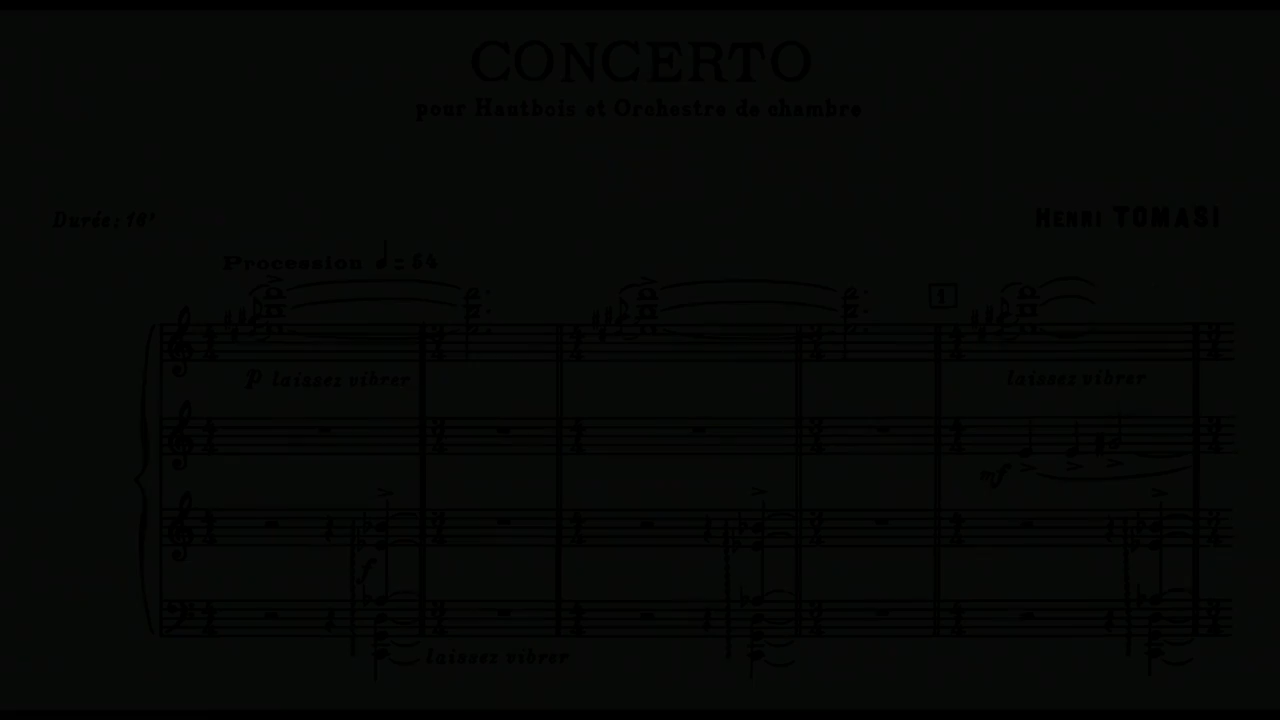 CONCERTO
pour Hautbois et Orchestre de chambre
Durée: 16'
HENRI TOMASI
Procession ♩=54
1
p laissez vibrer
laissez vibrer
mf
f
laissez vibrer